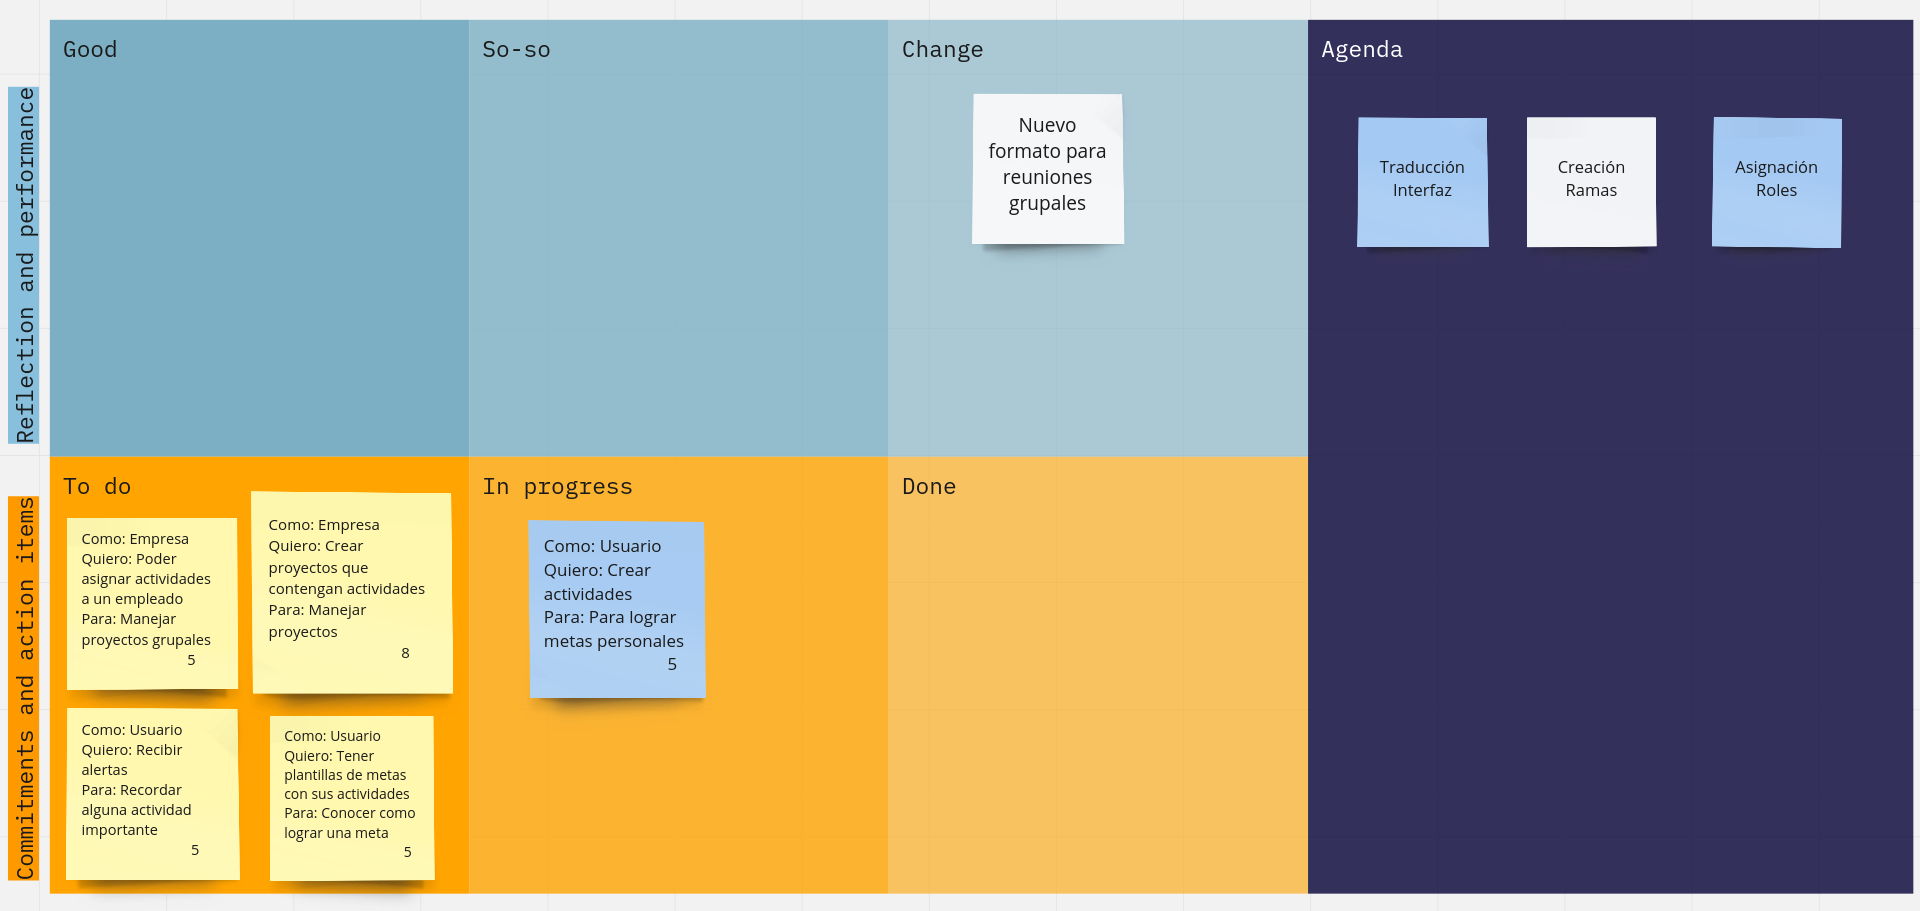 Reflection and performance
Good
So-so
Change
Nuevo
formato para
reuniones
grupales
Agenda
Traducción
Interfaz
Creación
Ramas
Asignación
Roles
Commitments and action items
To do
Como: Empresa
Quiero: Poder
asignar actividades
a un empleado
Para: Manejar
proyectos grupales
5
Como: Empresa
Quiero: Crear
proyectos que
contengan actividades
Para: Manejar
proyectos
8
Como: Usuario
Quiero: Recibir
alertas
Para: Recordar
alguna actividad
importante
5
Como: Usuario
Quiero: Tener
plantillas de metas
con sus actividades
Para: Conocer como
lograr una meta
5
In progress
Como: Usuario
Quiero: Crear
actividades
Para: Para lograr
metas personales
5
Done